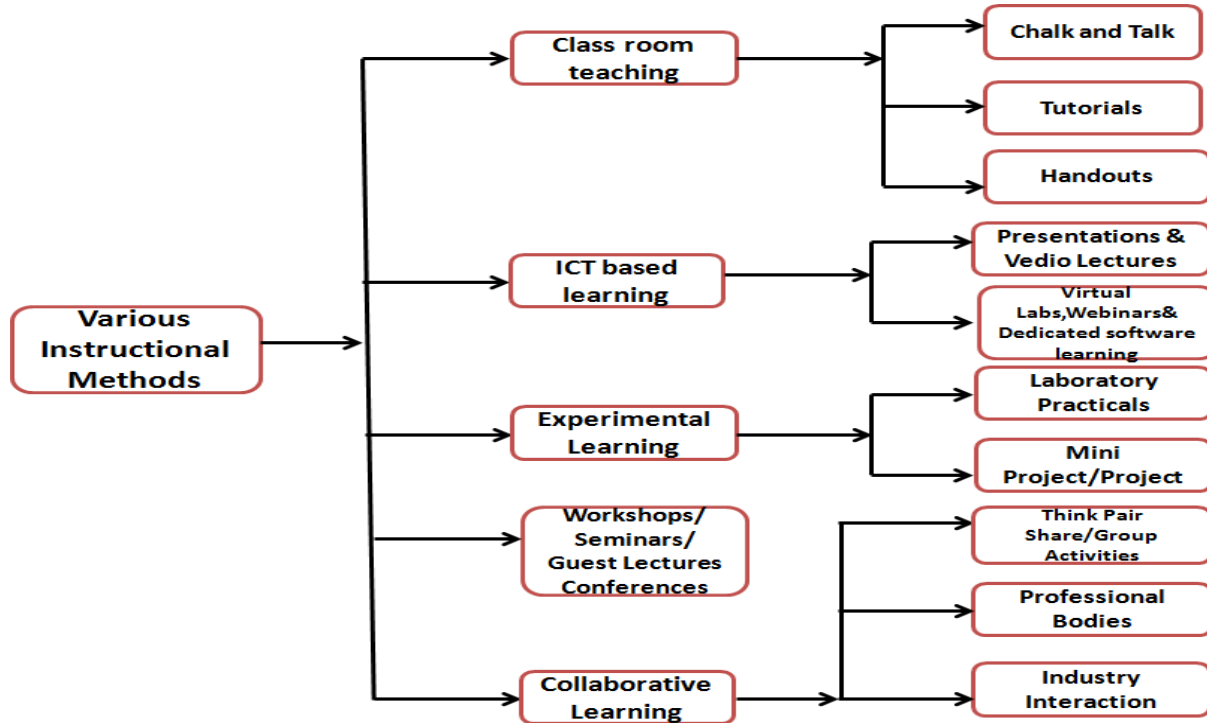 Various
Instructional
Methods
Class room
teaching
Chalk and Talk
Tutorials
Handouts
ICT based
learning
Presentations &
Vedio Lectures
Virtual
Labs,Webinars&
Dedicated software
learning
Experimental
Learning
Laboratory
Practicals
Mini
Project/Project
Workshops/
Seminars/
Guest Lectures
Conferences
Collaborative
Learning
Think Pair
Share/Group
Activities
Professional
Bodies
Industry
Interaction